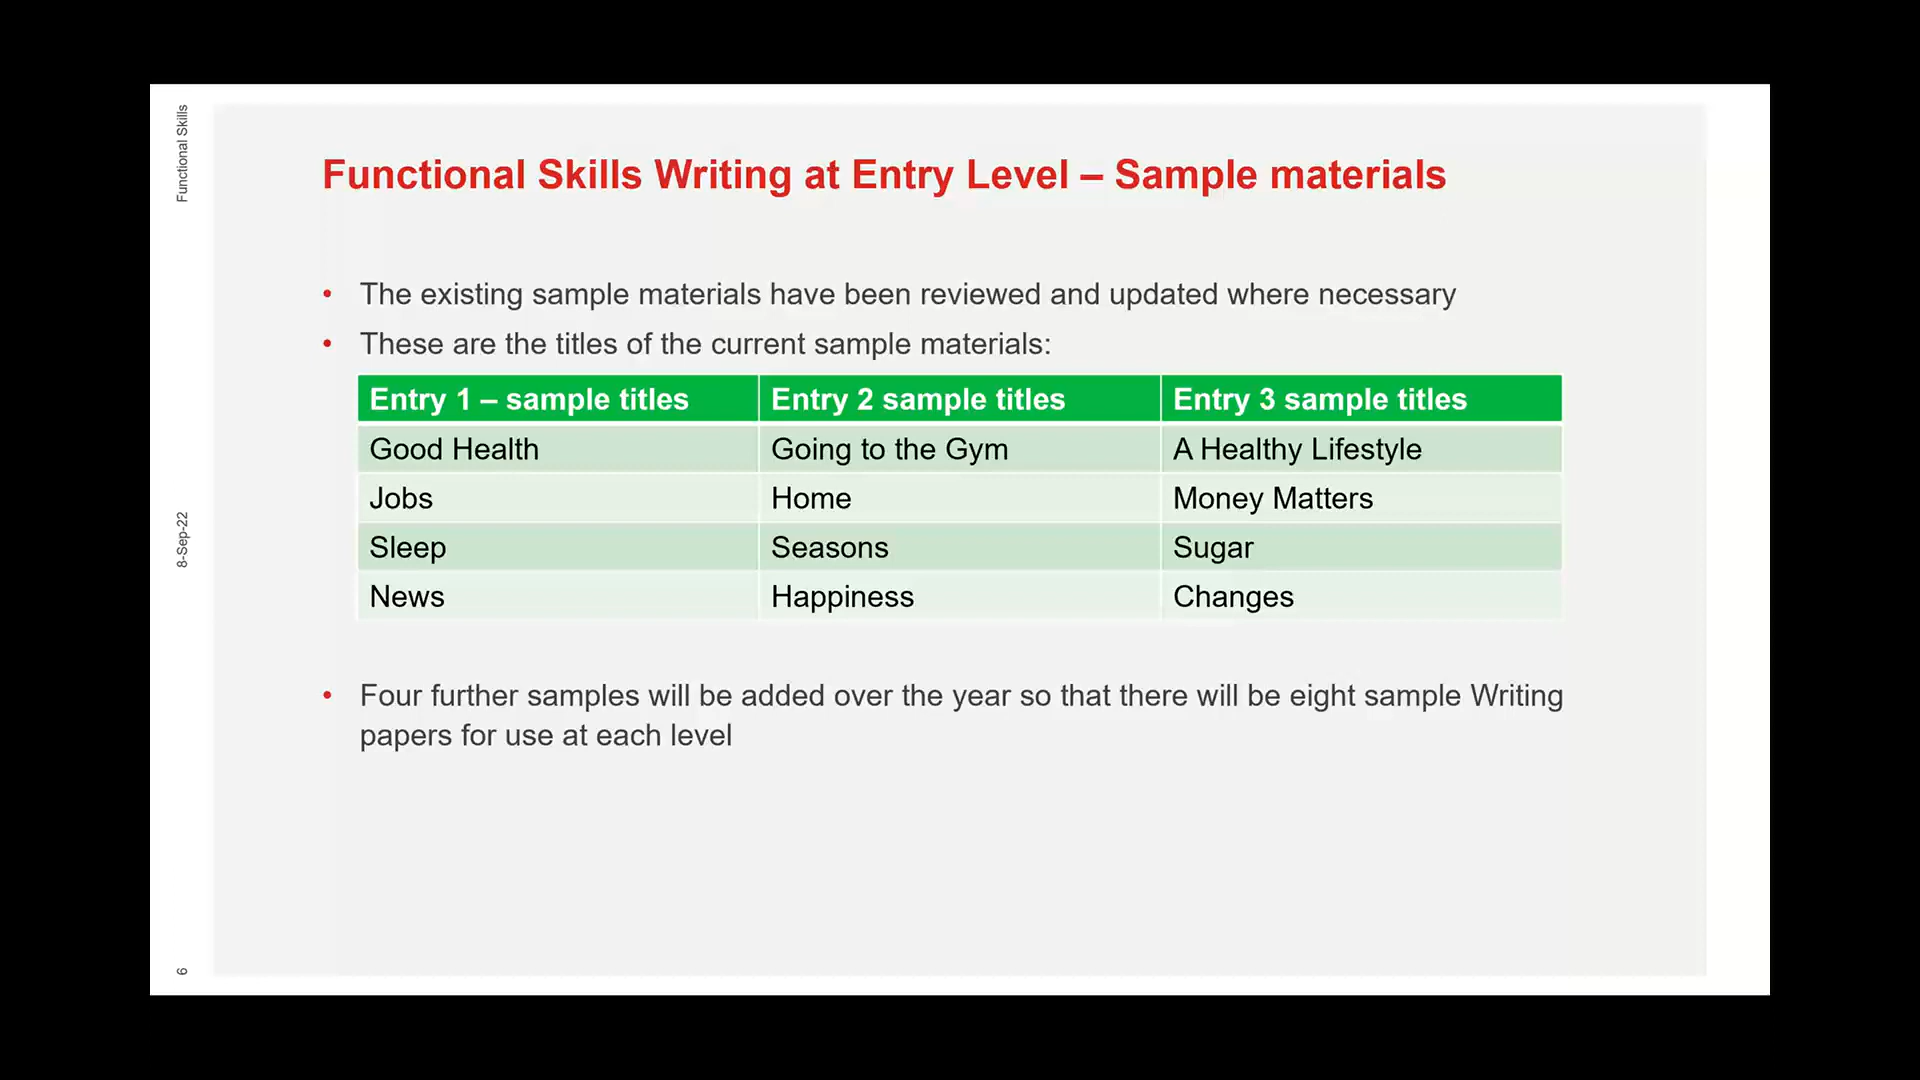 Functional Skills
Functional Skills Writing at Entry Level – Sample materials
• The existing sample materials have been reviewed and updated where necessary
• These are the titles of the current sample materials:
Entry 1 – sample titles Entry 2 sample titles Entry 3 sample titles
Good Health Going to the Gym A Healthy Lifestyle
Jobs Home Money Matters
Sleep Seasons Sugar
News Happiness Changes
• Four further samples will be added over the year so that there will be eight sample Writing
papers for use at each level
8-Sep-22
6